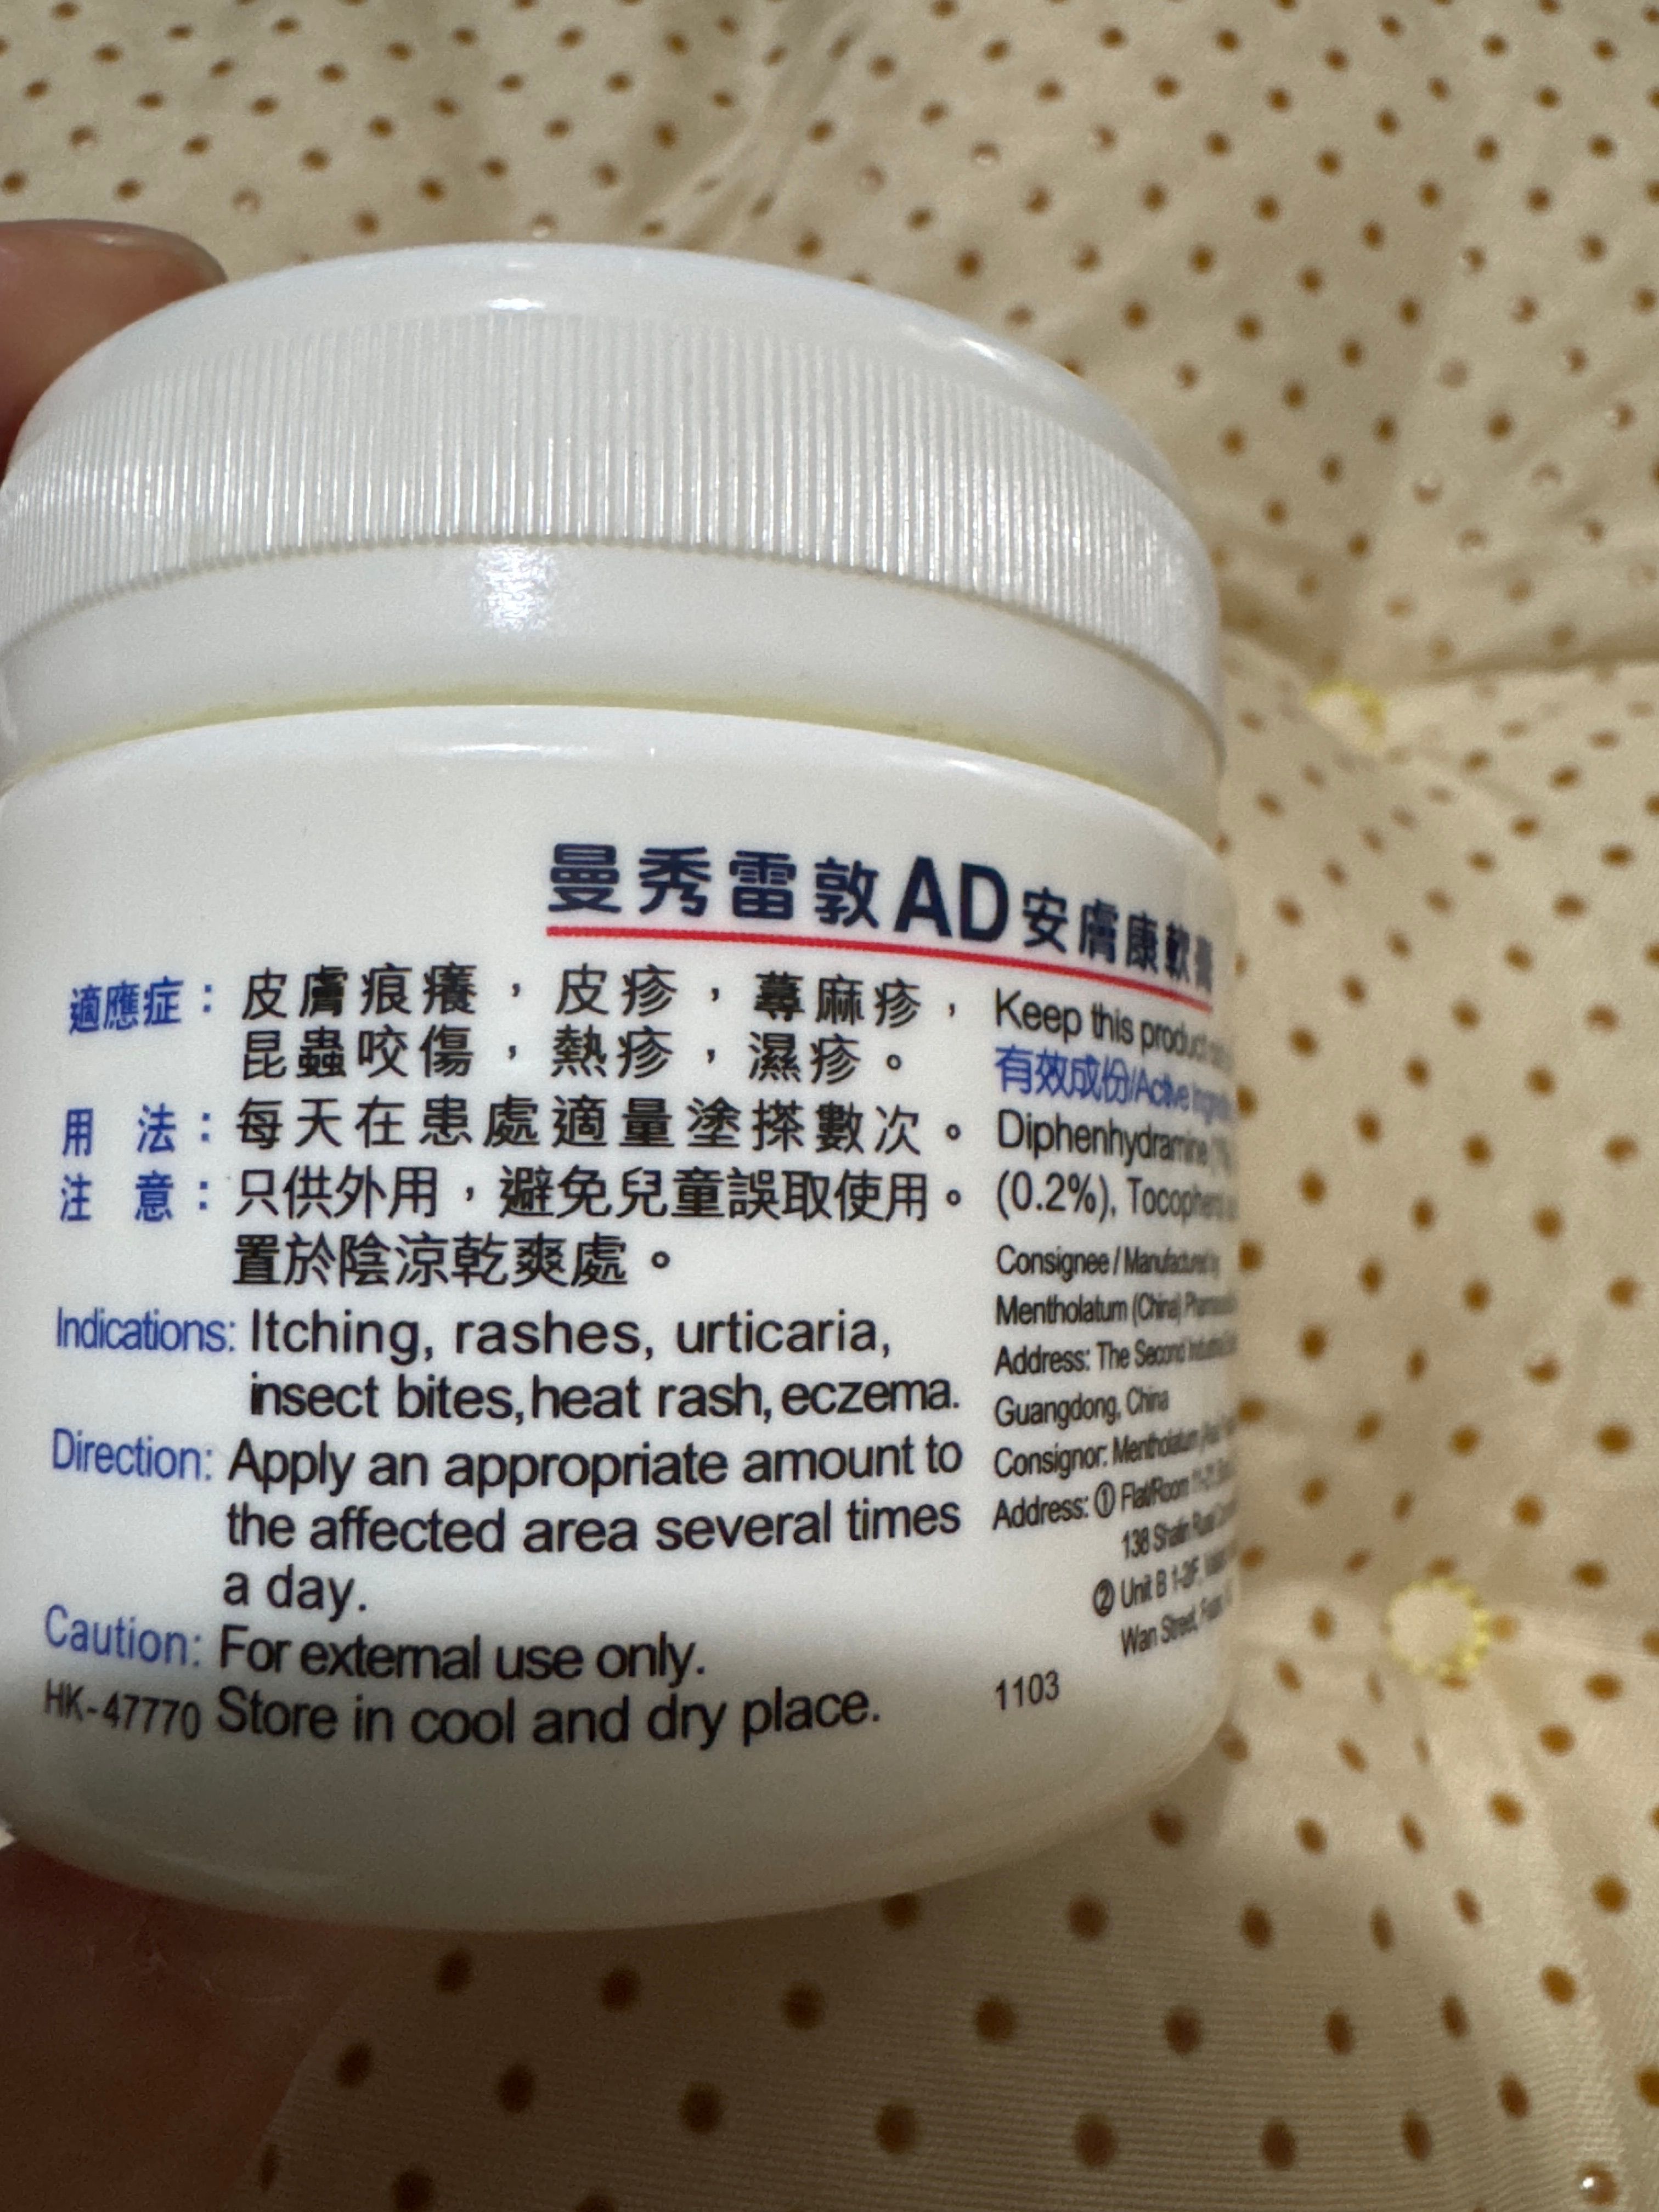 曼秀雷敦AD安膚康軟膏
適應症：皮膚痕癢，皮疹，蕁麻疹，
昆蟲咬傷，熱疹，濕疹。
用 法：每天在患處適量塗搽數次。
注 意：只供外用，避免兒童誤取使用。
置於陰涼乾爽處。
Indications: Itching, rashes, urticaria,
insect bites, heat rash, eczema.
Direction: Apply an appropriate amount to
the affected area several times
a day.
Caution: For external use only.
HK-47770 Store in cool and dry place.
Keep this product
有效成份/Active
Diphenhydramine
(0.2%),
Consignee / Manufactured by
Mentholatum (China)
Address: The Second
Guangdong, China
Consignor: Mentholatum
Address: ① Flat/Room
138 Shatin Rural
② Unit B 1-2/F,
Wan Street,
1103